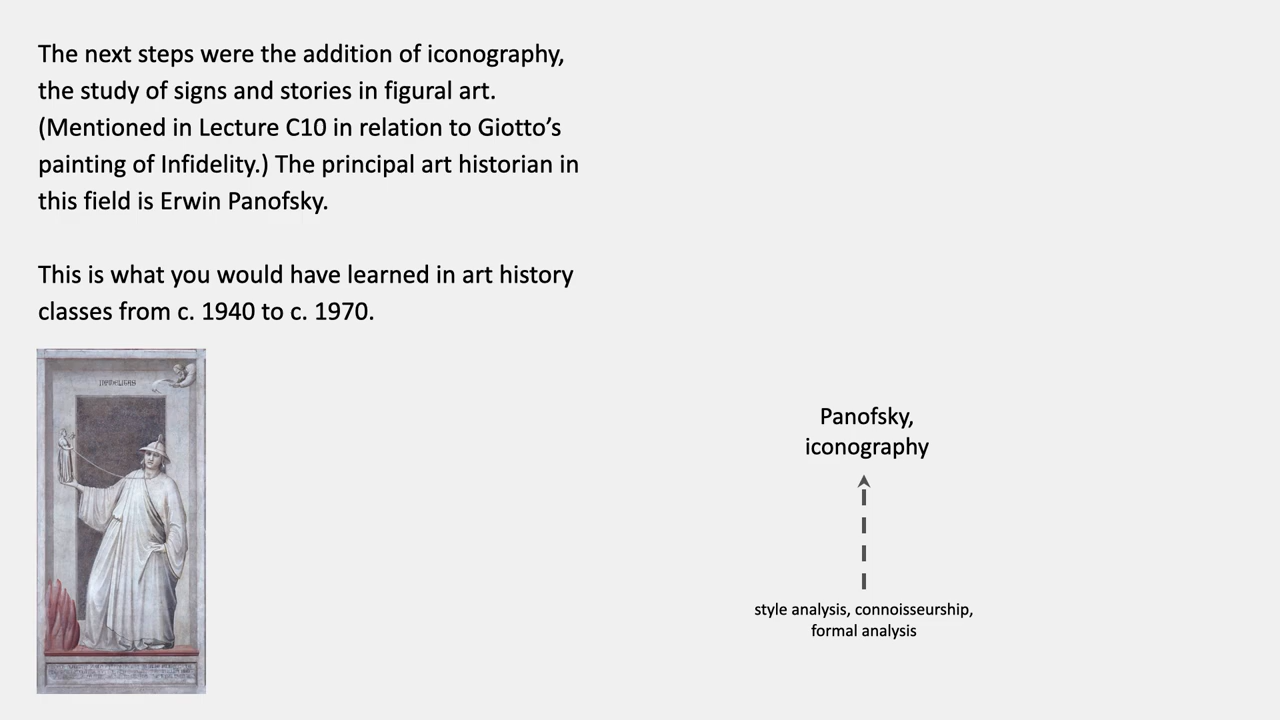 The next steps were the addition of iconography,
the study of signs and stories in figural art.
(Mentioned in Lecture C10 in relation to Giotto’s
painting of Infidelity.) The principal art historian in
this field is Erwin Panofsky.
This is what you would have learned in art history
classes from c. 1940 to c. 1970.
Panofsky,
iconography
style analysis, connoisseurship,
formal analysis